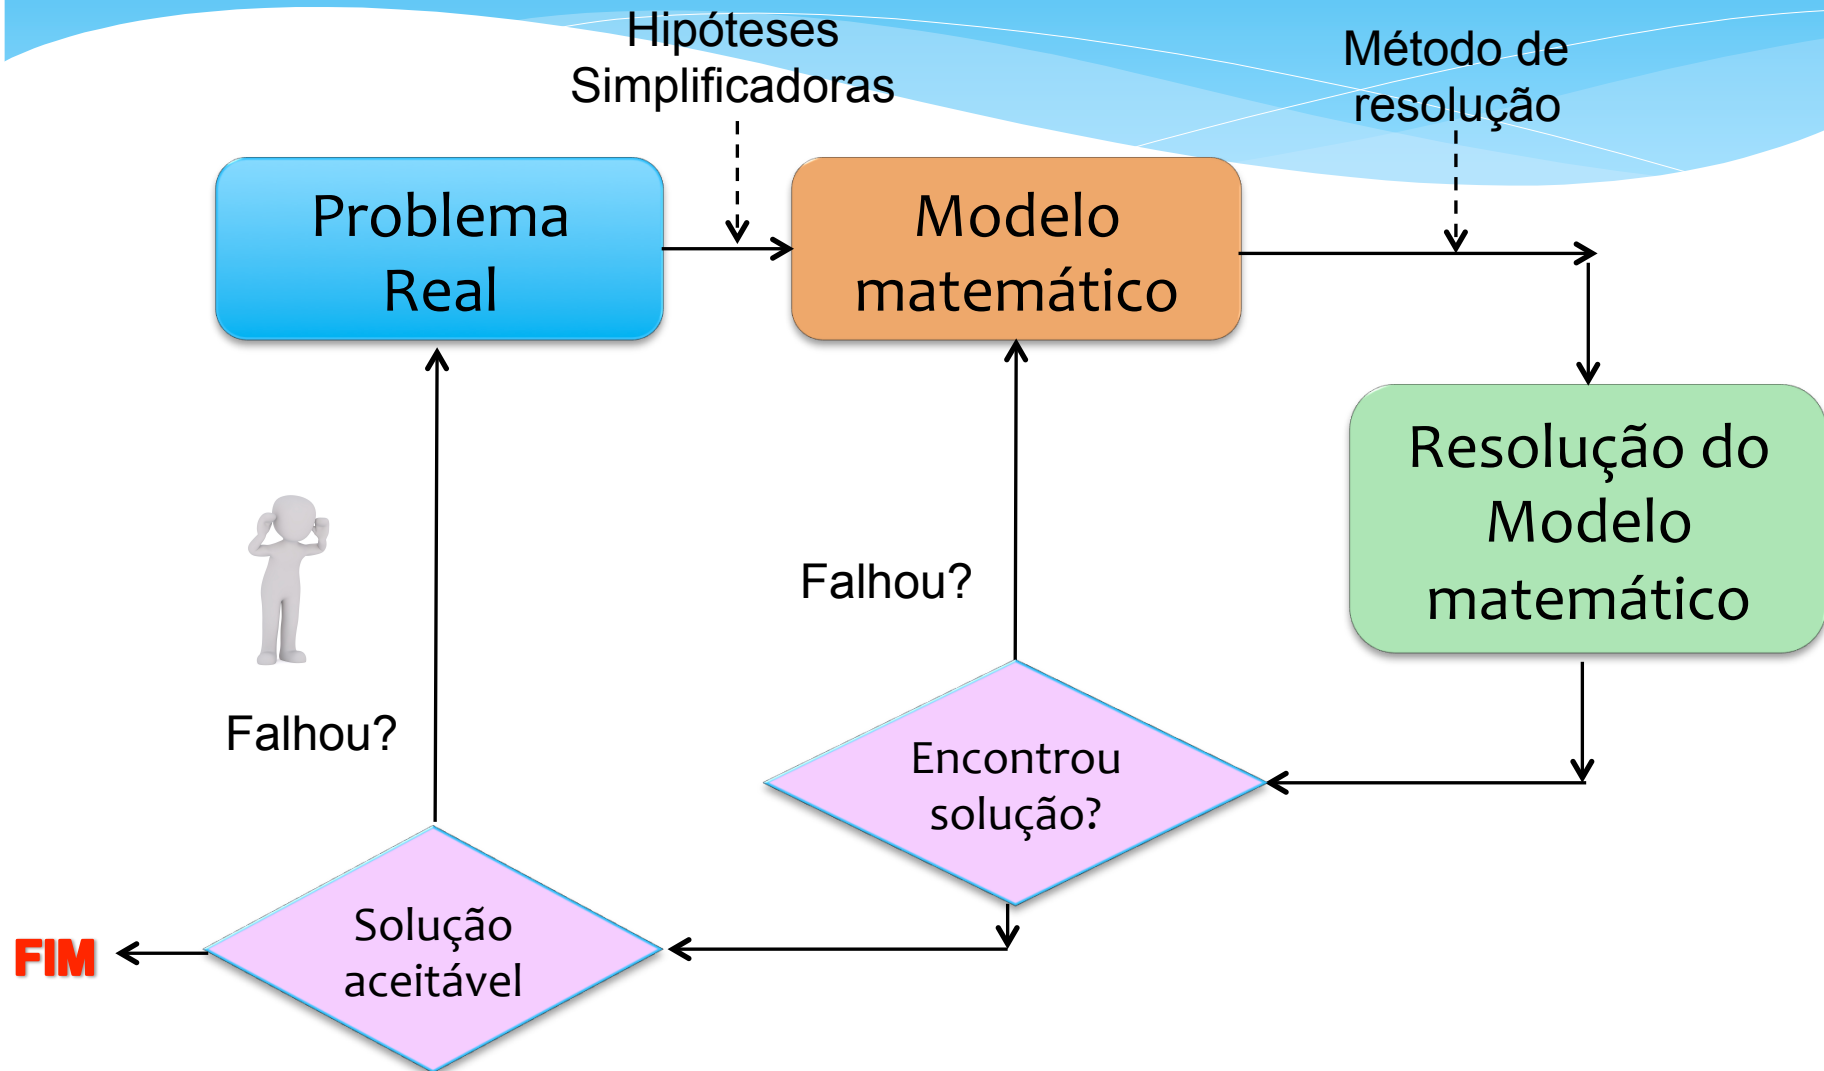 Hipóteses
Simplificadoras
Método de
resolução
Problema
Real
Modelo
matemático
Resolução do
Modelo
matemático
Falhou?
Falhou?
Encontrou
solução?
Solução
aceitável
FIM